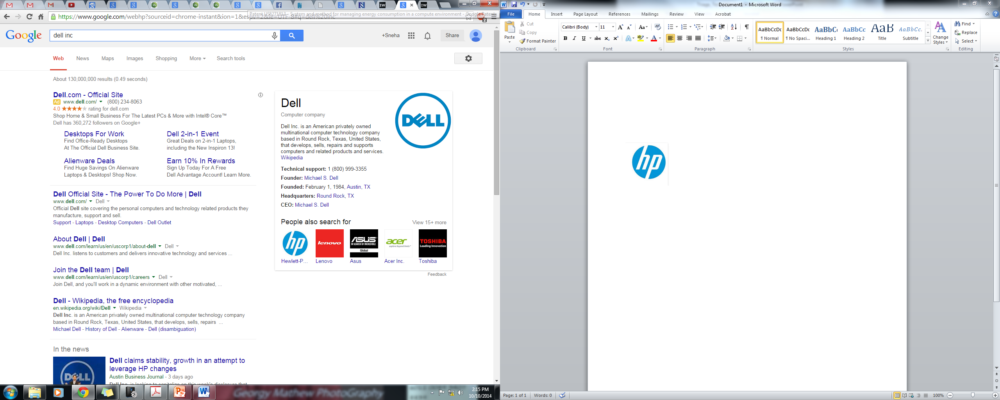 Patent US8271813 - System and method for managing energy consumption in a compute environment - Google Patents
https://www.google.com/webhp?sourceid=chrome-instant&ion=1&espv=2&ie=UTF-8#q=dell%20inc
Google
dell inc
+Sneha
Share
Web News Maps Images Shopping More Search tools
About 130,000,000 results (0.49 seconds)
Dell.com - Official Site
Ad www.dell.com/ (800) 234-8063
4.0 ★★★★★ rating for dell.com
Shop Home & Small Business For The Latest PCs & More with Intel® Core™
Dell has 360,272 followers on Google+
Desktops For Work
Find Office-Ready Desktops
At The Official Dell Business Site.
Dell 2-in-1 Event
Great Deals on 2-in-1 Laptops,
including the New Inspiron 13!
Alienware Deals
Find Huge Savings On Alienware
Laptops & Desktops! Shop Now.
Earn 10% In Rewards
Sign Up Today For A Free
Dell Advantage Account! Learn More.
Dell Official Site - The Power To Do More | Dell
www.dell.com/ Dell
Official Dell site covering the personal computers and technology related products they
manufacture, support and sell.
Support - Laptops - Desktop Computers - Dell Outlet
About Dell | Dell
www.dell.com/learn/us/en/uscorp1/about-dell Dell
Dell Inc. listens to customers and delivers innovative technology and services ...
Join the Dell team | Dell
www.dell.com/learn/us/en/uscorp1/careers Dell
Join Dell, and you'll work in a dynamic environment with other motivated, ...
Dell - Wikipedia, the free encyclopedia
en.wikipedia.org/wiki/Dell Wikipedia
Dell Inc. is an American privately owned multinational computer technology company
based in Round Rock, Texas, United States, that develops, sells, repairs ...
Michael Dell - History of Dell - Alienware - Dell (disambiguation)
In the news
DELL
Dell claims stability, growth in an attempt to
leverage HP changes
Austin Business Journal - 3 days ago
Dell
Computer company
DELL
Dell Inc. is an American privately owned
multinational computer technology company
based in Round Rock, Texas, United States,
that develops, sells, repairs and supports
computers and related products and services.
Wikipedia
Technical support: 1 (800) 999-3355
Founder: Michael S. Dell
Founded: February 1, 1984, Austin, TX
Headquarters: Round Rock, TX
CEO: Michael S. Dell
People also search for
View 15+ more
hp
lenovo
ASUS
IN SEARCH OF INCREDIBLE
Global
acer
explore beyond limits™
TOSHIBA
Leading Innovation
Hewlett-P... Lenovo Asus Acer Inc. Toshiba
Feedback
Georgy Mathew Photography
2:15 PM
10/10/2014
Document1 - Microsoft Word
File Home Insert Page Layout References Mailings Review View Acrobat
Paste
Cut
Copy
Format Painter
Clipboard
Calibri (Body) 11
Font
Paragraph
AaBbCcDc AaBbCcDc AaBbC AaBbCc AaB AaBbCc.
¶ Normal ¶ No Spaci... Heading 1 Heading 2 Title Subtitle
Change
Styles
Styles
Find
Replace
Select
Editing
hp
Page: 1 of 1 Words: 0
100%